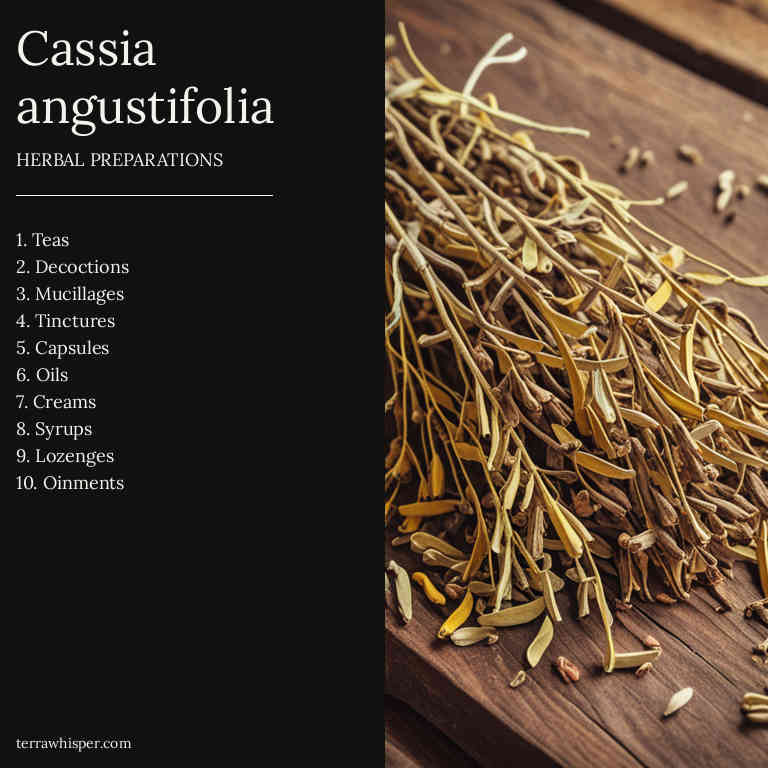 Cassia
angustifolia
HERBAL PREPARATIONS
1. Teas
2. Decoctions
3. Mucillages
4. Tinctures
5. Capsules
6. Oils
7. Creams
8. Syrups
9. Lozenges
10. Oinments
terrawhisper.com